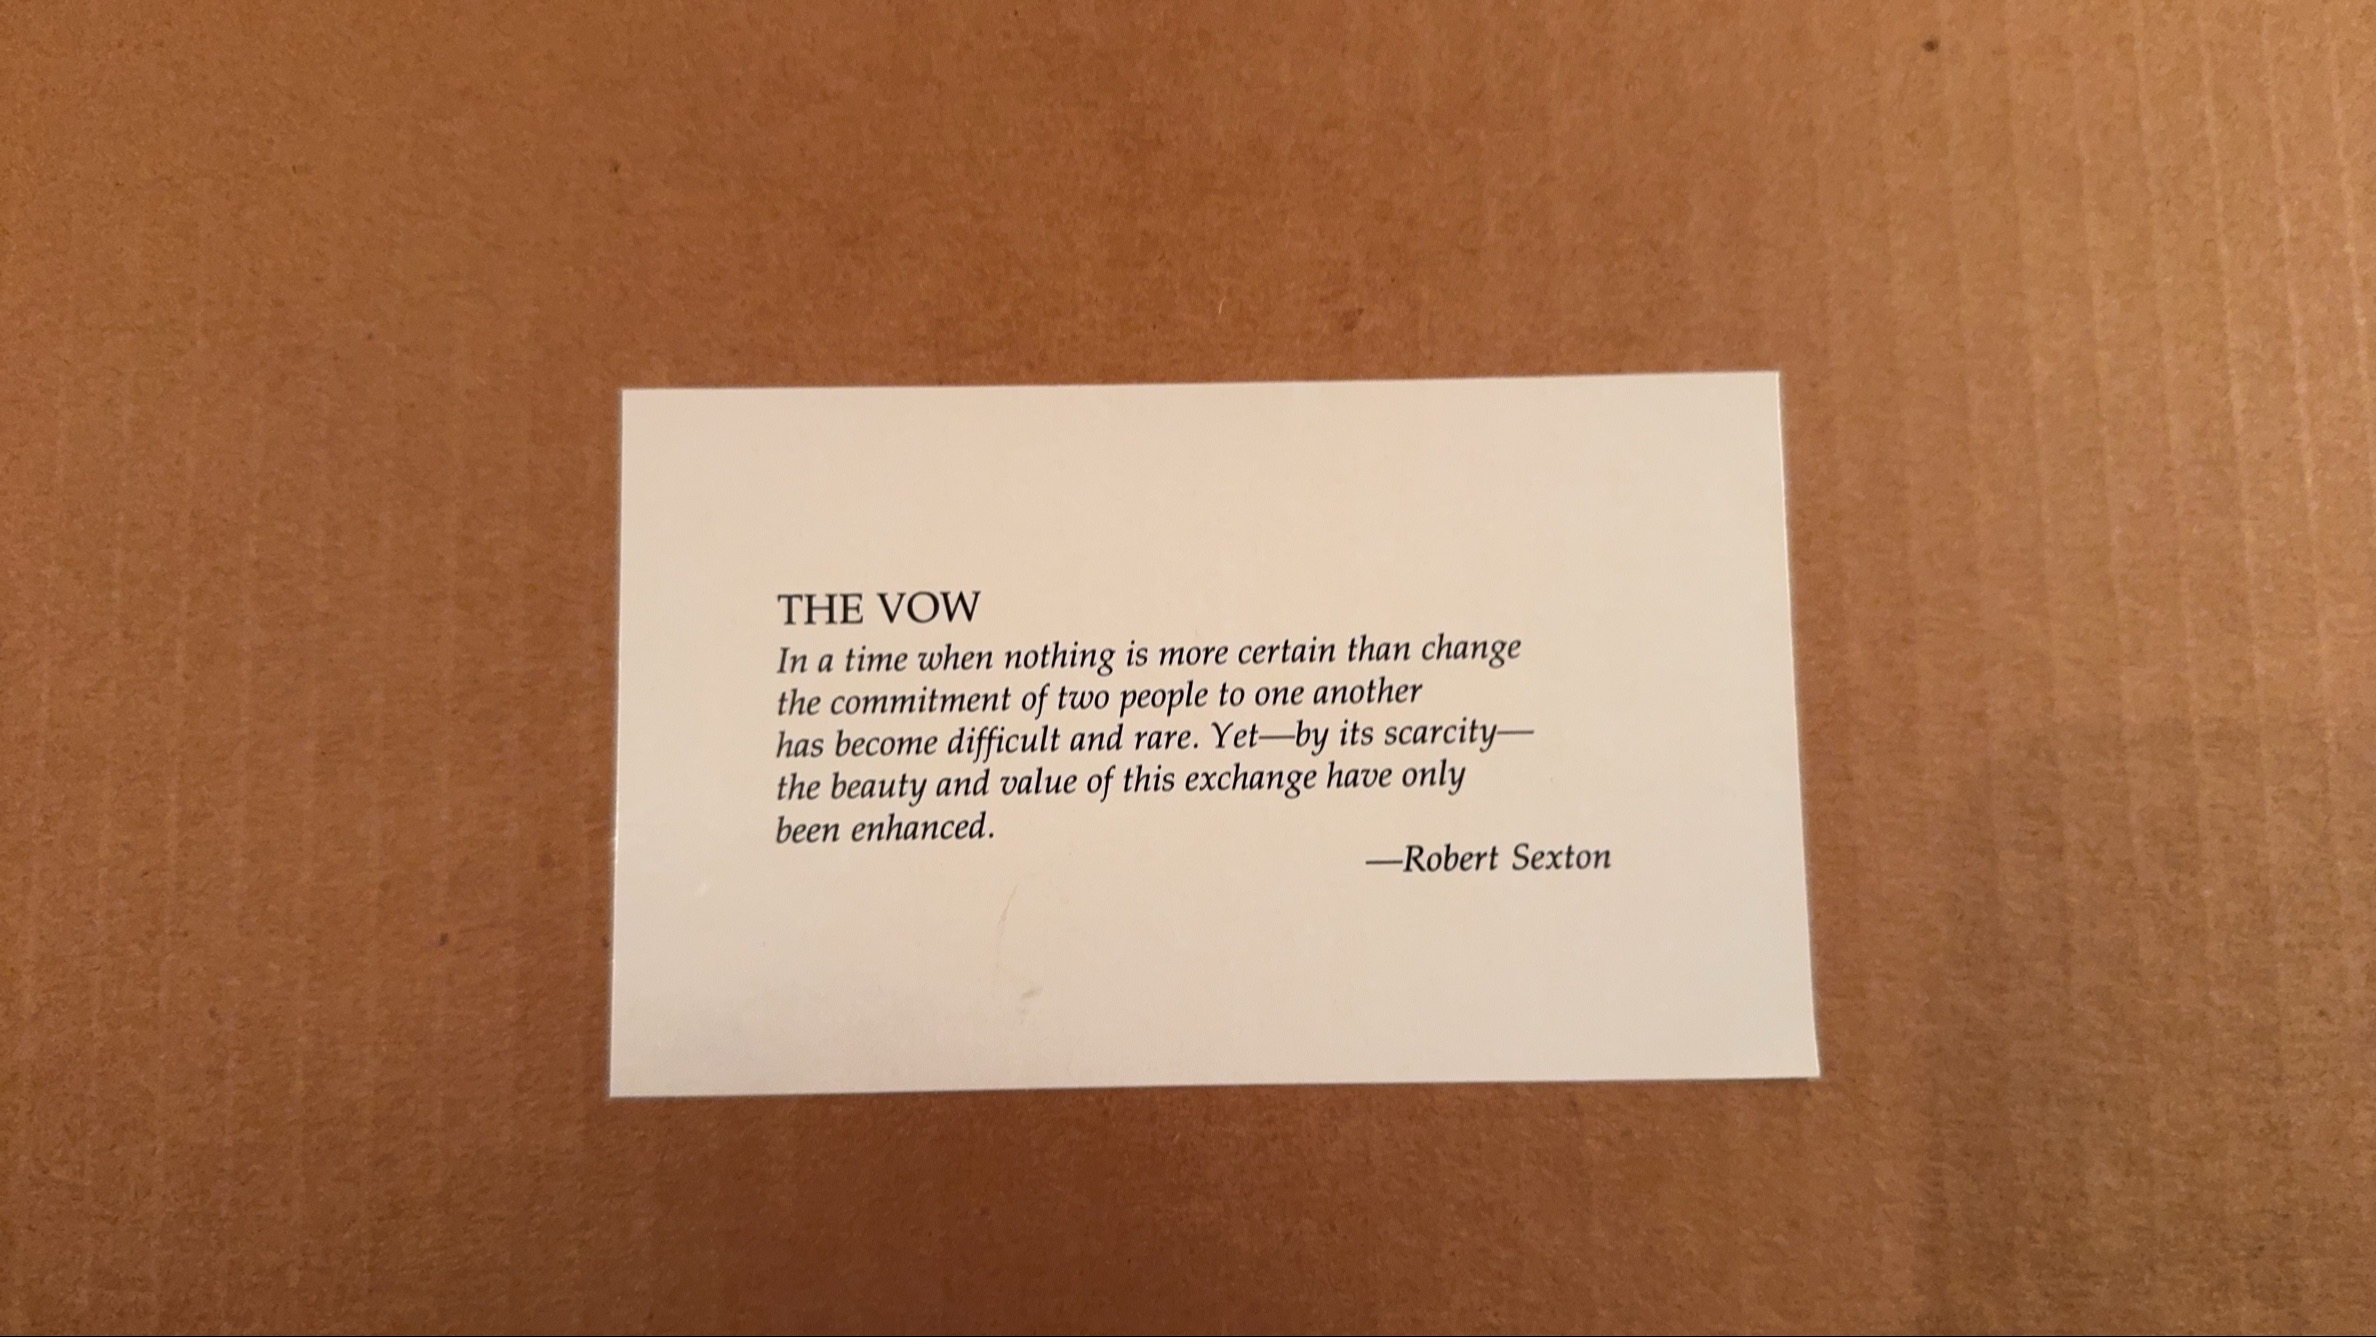 THE VOW
In a time when nothing is more certain than change
the commitment of two people to one another
has become difficult and rare. Yet—by its scarcity—
the beauty and value of this exchange have only
been enhanced.
—Robert Sexton